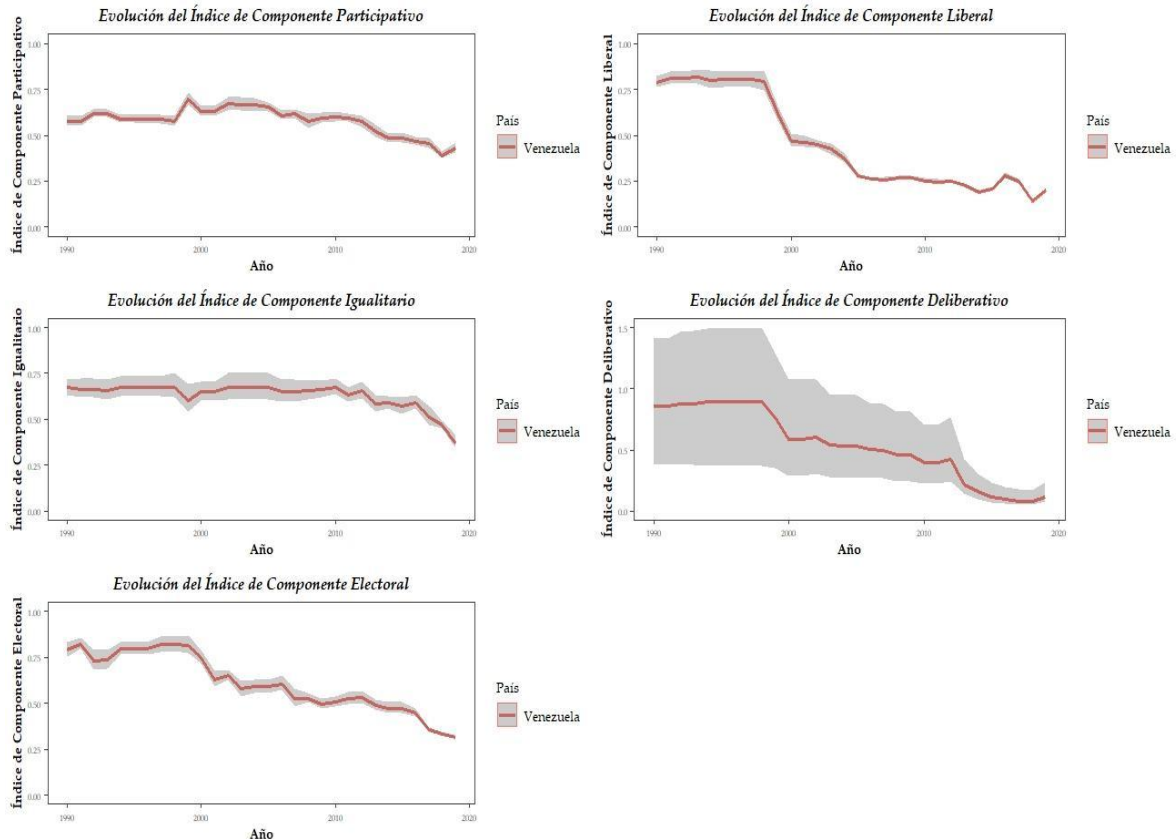 Evolución del Índice de Componente Participativo
Índice de Componente Participativo
1.00
0.75
0.50
0.25
0.00
1990
2000
2010
2020
Año
País
Venezuela
Evolución del Índice de Componente Liberal
Índice de Componente Liberal
1.00
0.75
0.50
0.25
0.00
1990
2000
2010
2020
Año
País
Venezuela
Evolución del Índice de Componente Igualitario
Índice de Componente Igualitario
1.00
0.75
0.50
0.25
0.00
1990
2000
2010
2020
Año
País
Venezuela
Evolución del Índice de Componente Deliberativo
Índice de Componente Deliberativo
1.5
1.0
0.5
0.0
1990
2000
2010
2020
Año
País
Venezuela
Evolución del Índice de Componente Electoral
Índice de Componente Electoral
1.00
0.75
0.50
0.25
0.00
1990
2000
2010
2020
Año
País
Venezuela